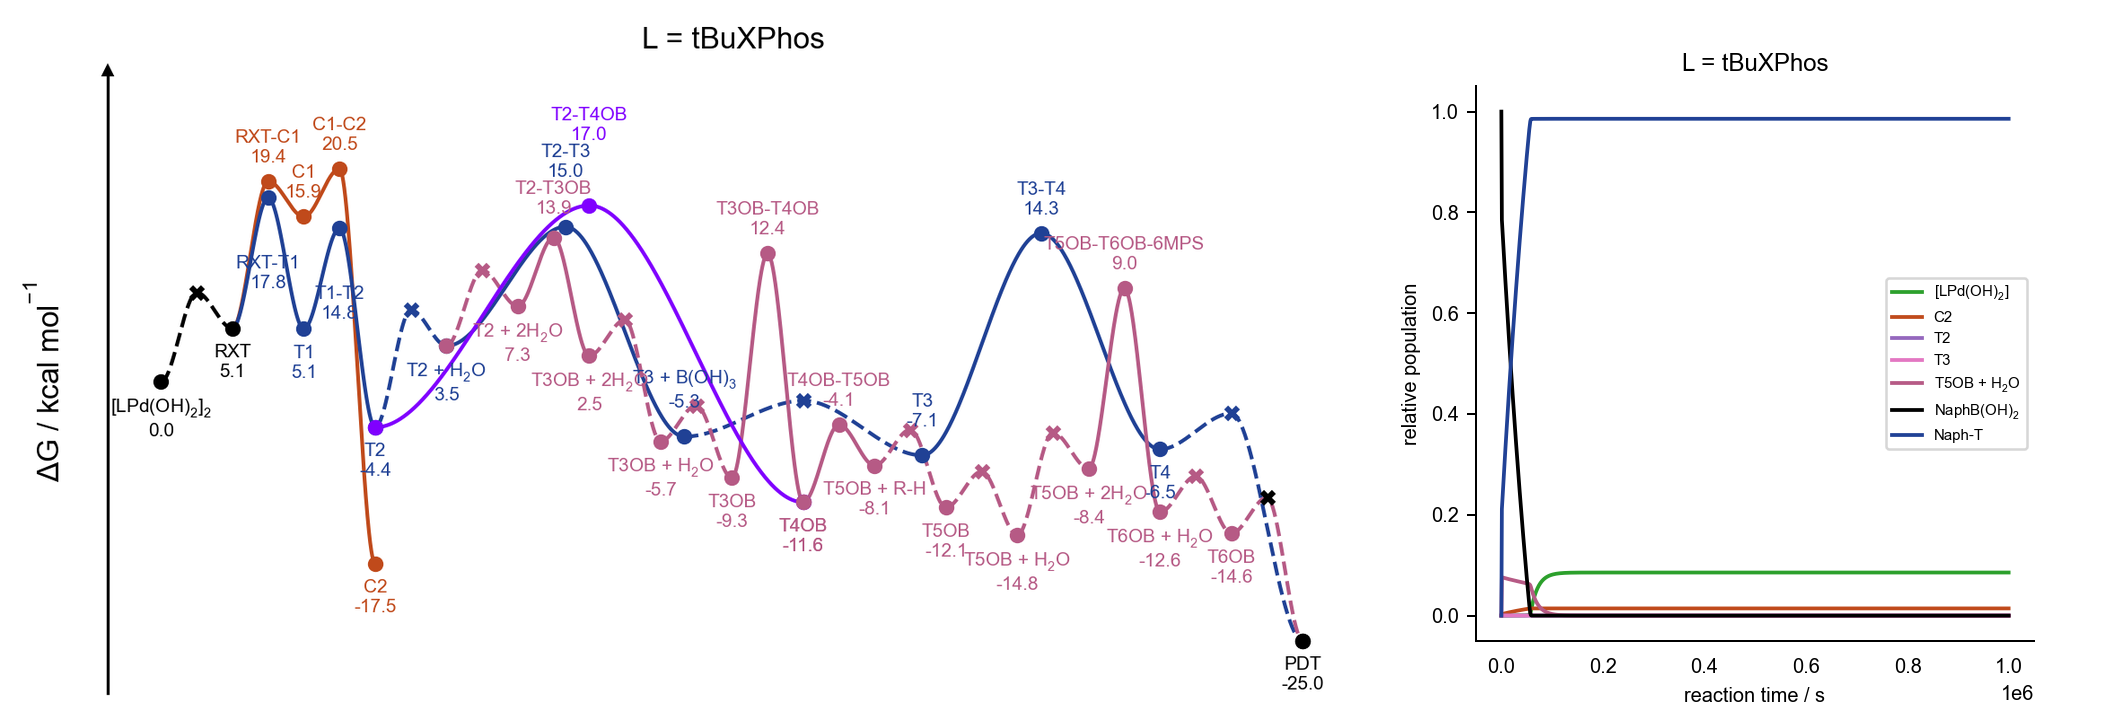 L = tBuXPhos
ΔG / kcal mol⁻¹
[LPd(OH)₂]₂
0.0
RXT
5.1
RXT-C1
19.4
C1
15.9
C1-C2
20.5
RXT-T1
17.8
T1
5.1
T1-T2
14.8
T2
-4.4
C2
-17.5
T2 + H₂O
3.5
T2 + 2H₂O
7.3
T2-T4OB
17.0
T2-T3
15.0
T2-T3OB
13.9
T3OB + 2H₂O
2.5
T3 + B(OH)₃
-5.3
T3OB + H₂O
-5.7
T3OB
-9.3
T3OB-T4OB
12.4
T4OB
-11.6
T4OB-T5OB
-4.1
T5OB + R-H
-8.1
T3
-7.1
T5OB
-12.1
T5OB + H₂O
-14.8
T3-T4
14.3
T5OB-T6OB-6MPS
9.0
T5OB + 2H₂O
-8.4
T4
-6.5
T6OB + H₂O
-12.6
T6OB
-14.6
PDT
-25.0
L = tBuXPhos
relative population
1.0
0.8
0.6
0.4
0.2
0.0
[LPd(OH)₂]
C2
T2
T3
T5OB + H₂O
NaphB(OH)₂
Naph-T
0.0 0.2 0.4 0.6 0.8 1.0
1e6
reaction time / s